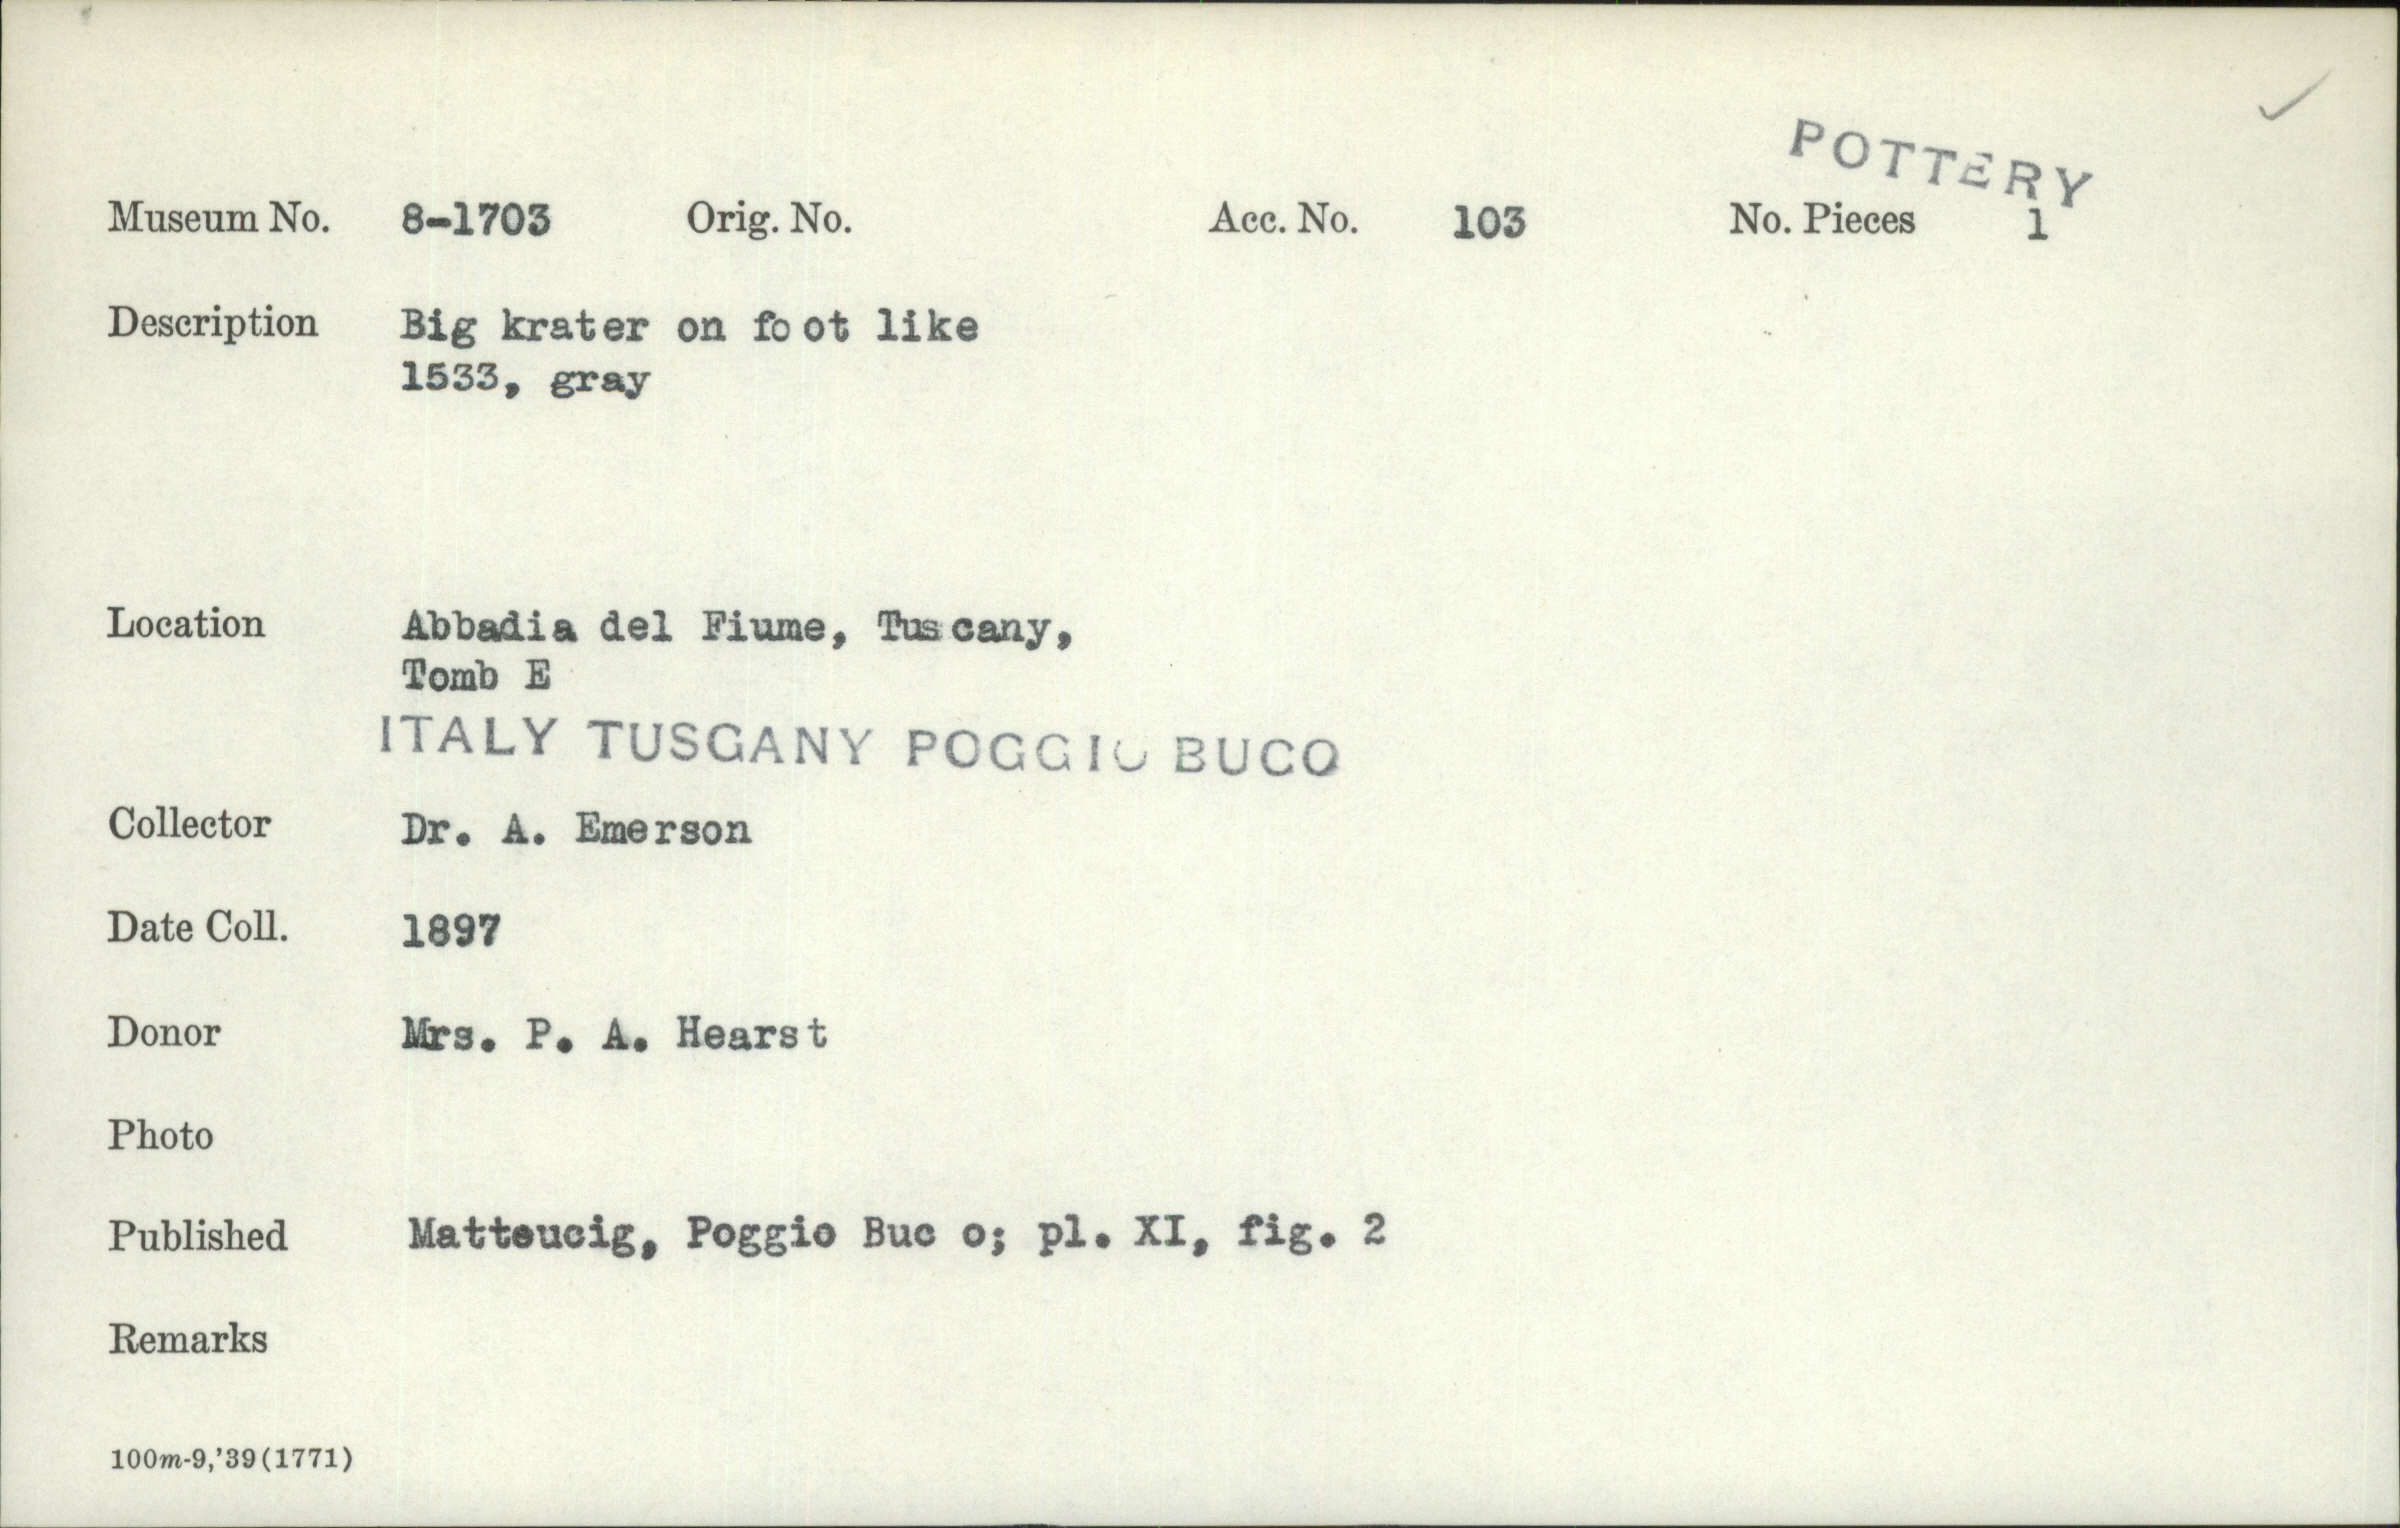 POTTERY
Museum No. 8-1703 Orig. No. Acc. No. 103 No. Pieces 1
Description Big krater on foot like
1533, gray
Location Abbadia del Fiume, Tuscany,
Tomb E
ITALY TUSCANY POGGIO BUCO
Collector Dr. A. Emerson
Date Coll. 1897
Donor Mrs. P. A. Hearst
Photo
Published Matteucig, Poggio Buc o; pl. XI, fig. 2
Remarks
100m-9,'39(1771)